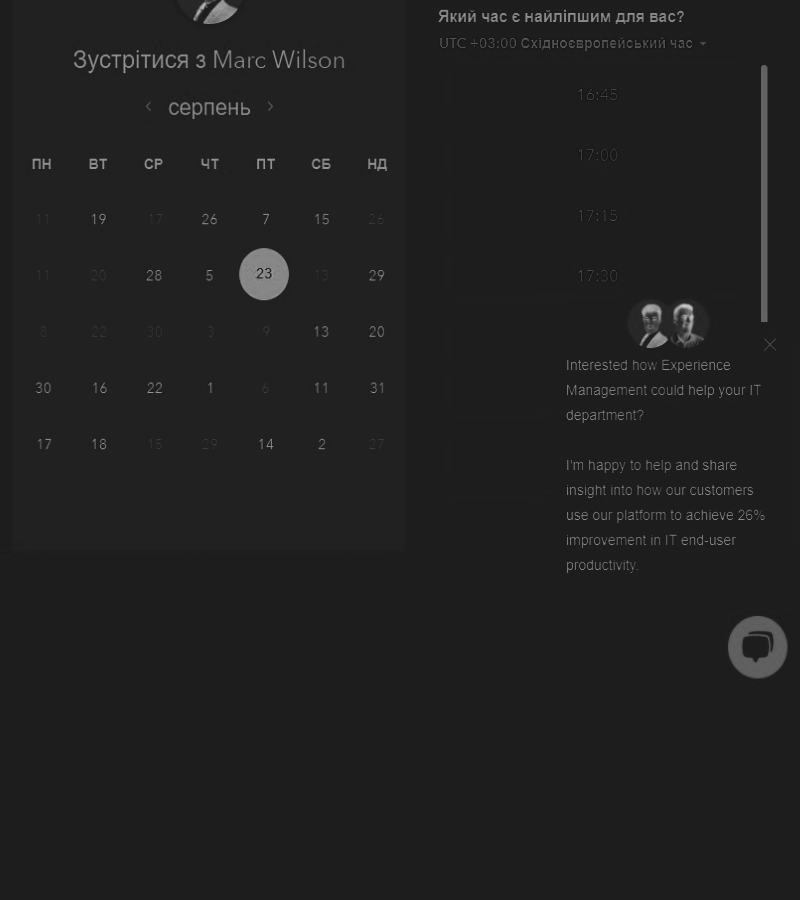 Зустрітися з Marc Wilson
серпень
ПН ВТ СР ЧТ ПТ СБ НД
11 19 17 26 7 15 26
11 20 28 5 23 13 29
8 22 30 3 9 13 20
30 16 22 1 6 11 31
17 18 15 29 14 2 27
Який час є найліпшим для вас?
UTC +03:00 Східноєвропейський час
16:45
17:00
17:15
17:30
Interested how Experience
Management could help your IT
department?
I'm happy to help and share
insight into how our customers
use our platform to achieve 26%
improvement in IT end-user
productivity.